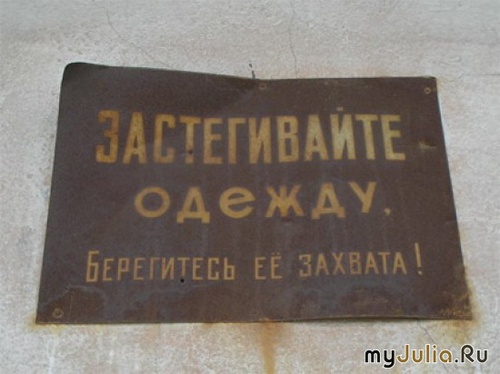 ЗАСТЕГИВАЙТЕ
ОДЕЖДУ,
БЕРЕГИТЕСЬ ЕЁ ЗАХВАТА!
myJulia.Ru